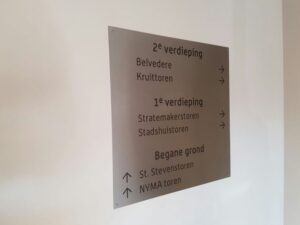 2e verdieping
Belvedere →
Kruittoren →
1e verdieping
Stratemakerstoren →
Stadshuistoren →
Begane grond
↑ St. Stevenstoren
↑ NYMA toren